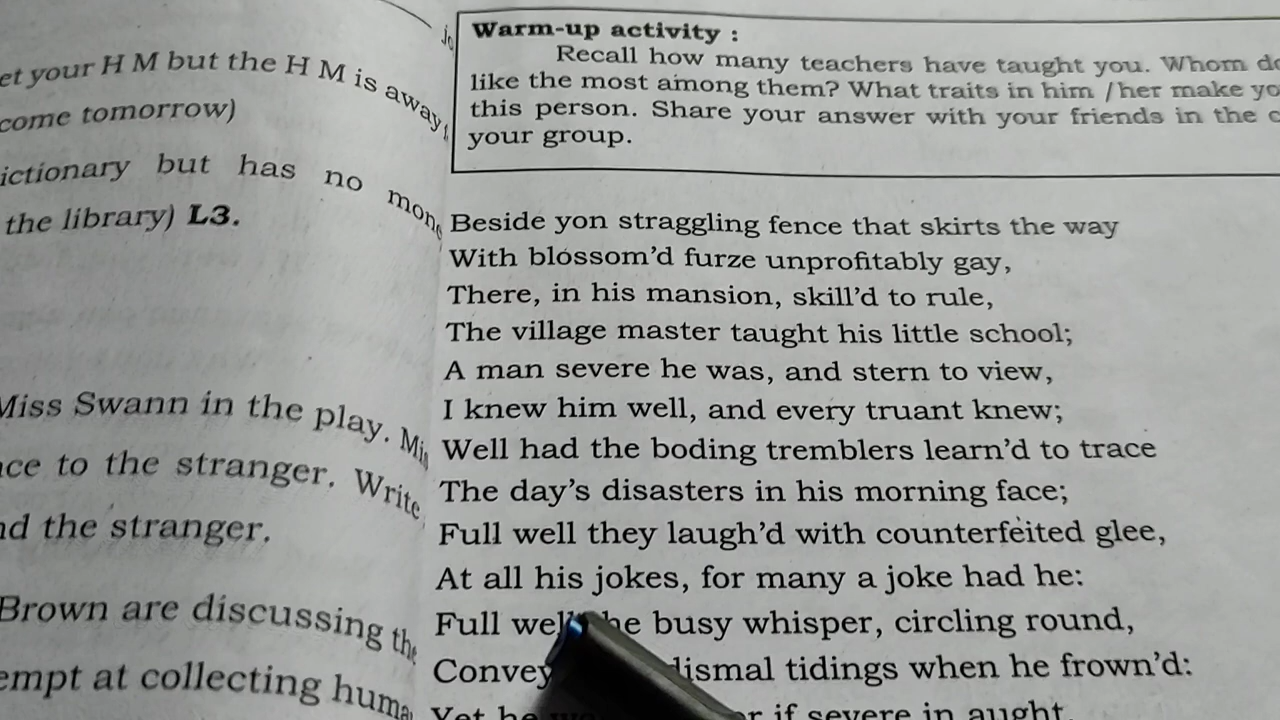 et your H M but the H M is away
come tomorrow)
ictionary but has no
the library) L3.
Miss Swann in the play.
ce to the stranger. Write
nd the stranger.
Brown are discussing the
empt at collecting
Warm-up activity :
Recall how many teachers have taught you. Whom do
like the most among them? What traits in him /her make yo
this person. Share your answer with your friends in the c
your group.
Beside yon straggling fence that skirts the way
With blossom'd furze unprofitably gay,
There, in his mansion, skill'd to rule,
The village master taught his little school;
A man severe he was, and stern to view,
I knew him well, and every truant knew;
Well had the boding tremblers learn'd to trace
The day's disasters in his morning face;
Full well they laugh'd with counterfeited glee,
At all his jokes, for many a joke had he:
Full well he busy whisper, circling round,
Convey dismal tidings when he frown'd:
Yet he if severe in aught,